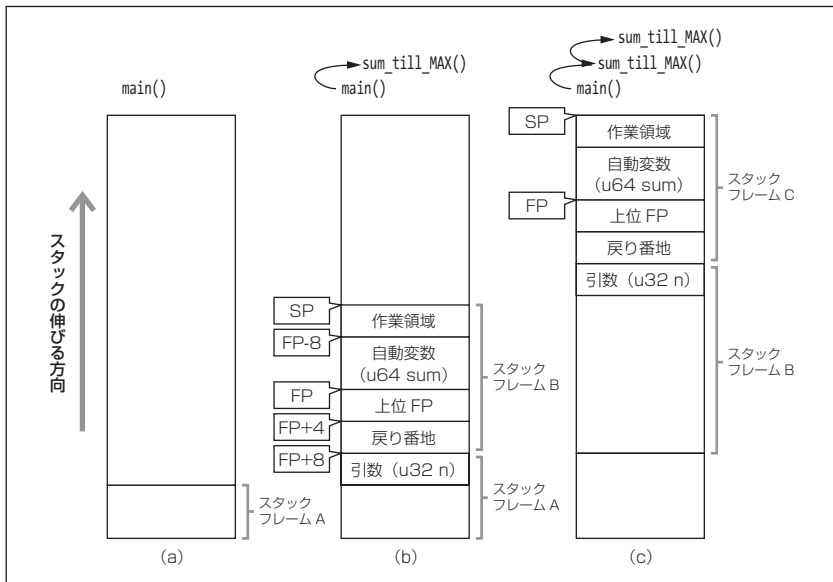 main()
sum_till_MAX()
main()
sum_till_MAX()
sum_till_MAX()
main()
スタックの伸びる方向
スタック
フレーム A
(a)
SP
FP-8
FP
FP+4
FP+8
作業領域
自動変数
(u64 sum)
上位 FP
戻り番地
引数（u32 n）
スタック
フレーム B
スタック
フレーム A
(b)
SP
FP
作業領域
自動変数
(u64 sum)
上位 FP
戻り番地
引数（u32 n）
スタック
フレーム C
スタック
フレーム B
(c)